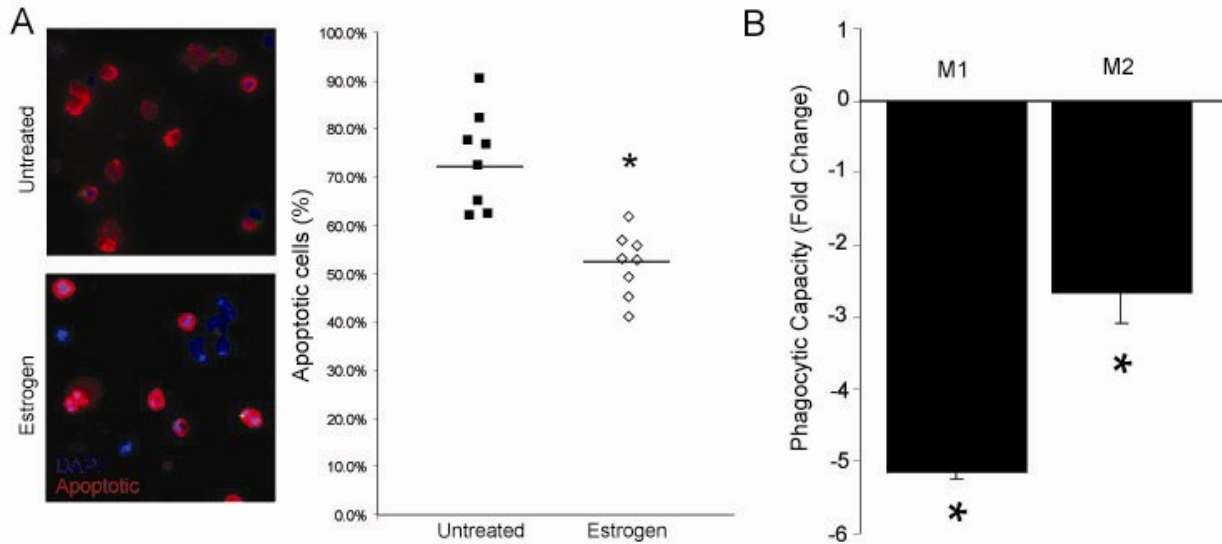 A
Untreated
Estrogen
DAPI
Apoptotic
Apoptotic cells (%)
100.0%
90.0%
80.0%
70.0%
60.0%
50.0%
40.0%
30.0%
20.0%
10.0%
0.0%
*
Untreated
Estrogen
B
Phagocytic Capacity (Fold Change)
1
0
-1
-2
-3
-4
-5
-6
M1
M2
*
*